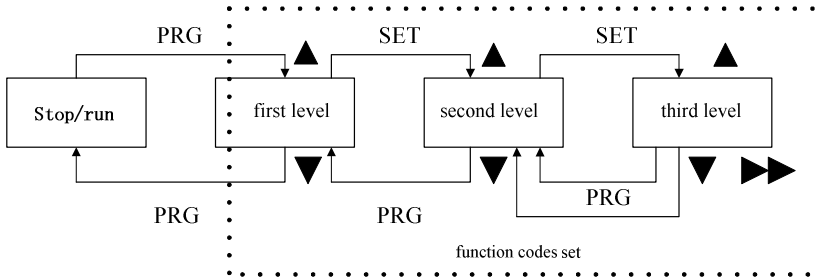 PRG
SET
SET
Stop/run
first level
second level
third level
PRG
PRG
PRG
function codes set